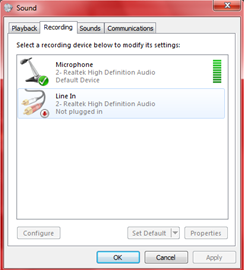 Sound
Playback Recording Sounds Communications
Select a recording device below to modify its settings:
Microphone
2- Realtek High Definition Audio
Default Device
Line In
2- Realtek High Definition Audio
Not plugged in
Configure Set Default Properties
OK Cancel Apply